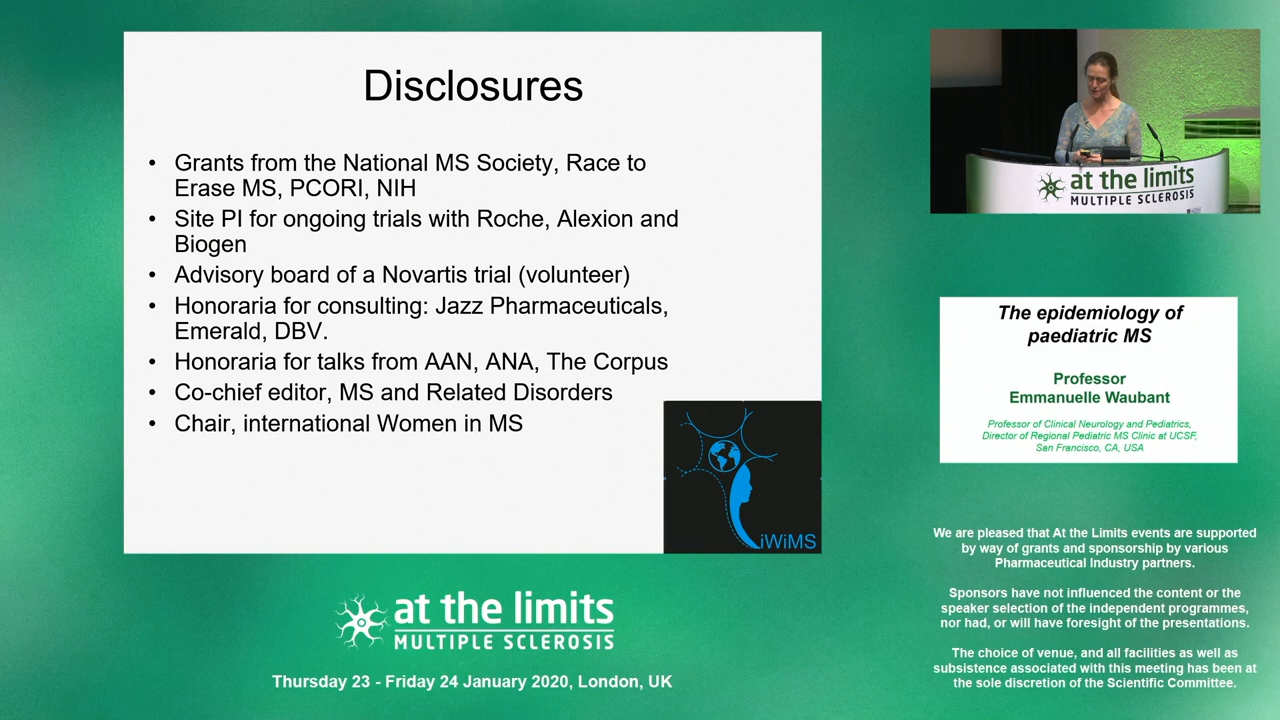 Disclosures
• Grants from the National MS Society, Race to
Erase MS, PCORI, NIH
• Site PI for ongoing trials with Roche, Alexion and
Biogen
• Advisory board of a Novartis trial (volunteer)
• Honoraria for consulting: Jazz Pharmaceuticals,
Emerald, DBV.
• Honoraria for talks from AAN, ANA, The Corpus
• Co-chief editor, MS and Related Disorders
• Chair, international Women in MS
iWiMS
at the limits
MULTIPLE SCLEROSIS
Thursday 23 - Friday 24 January 2020, London, UK
at the limits
MULTIPLE SCLEROSIS
The epidemiology of
paediatric MS
Professor
Emmanuelle Waubant
Professor of Clinical Neurology and Pediatrics,
Director of Regional Pediatric MS Clinic at UCSF,
San Francisco, CA, USA
We are pleased that At the Limits events are supported
by way of grants and sponsorship by various
Pharmaceutical Industry partners.
Sponsors have not influenced the content or the
speaker selection of the independent programmes,
nor had, or will have foresight of the presentations.
The choice of venue, and all facilities as well as
subsistence associated with this meeting has been at
the sole discretion of the Scientific Committee.